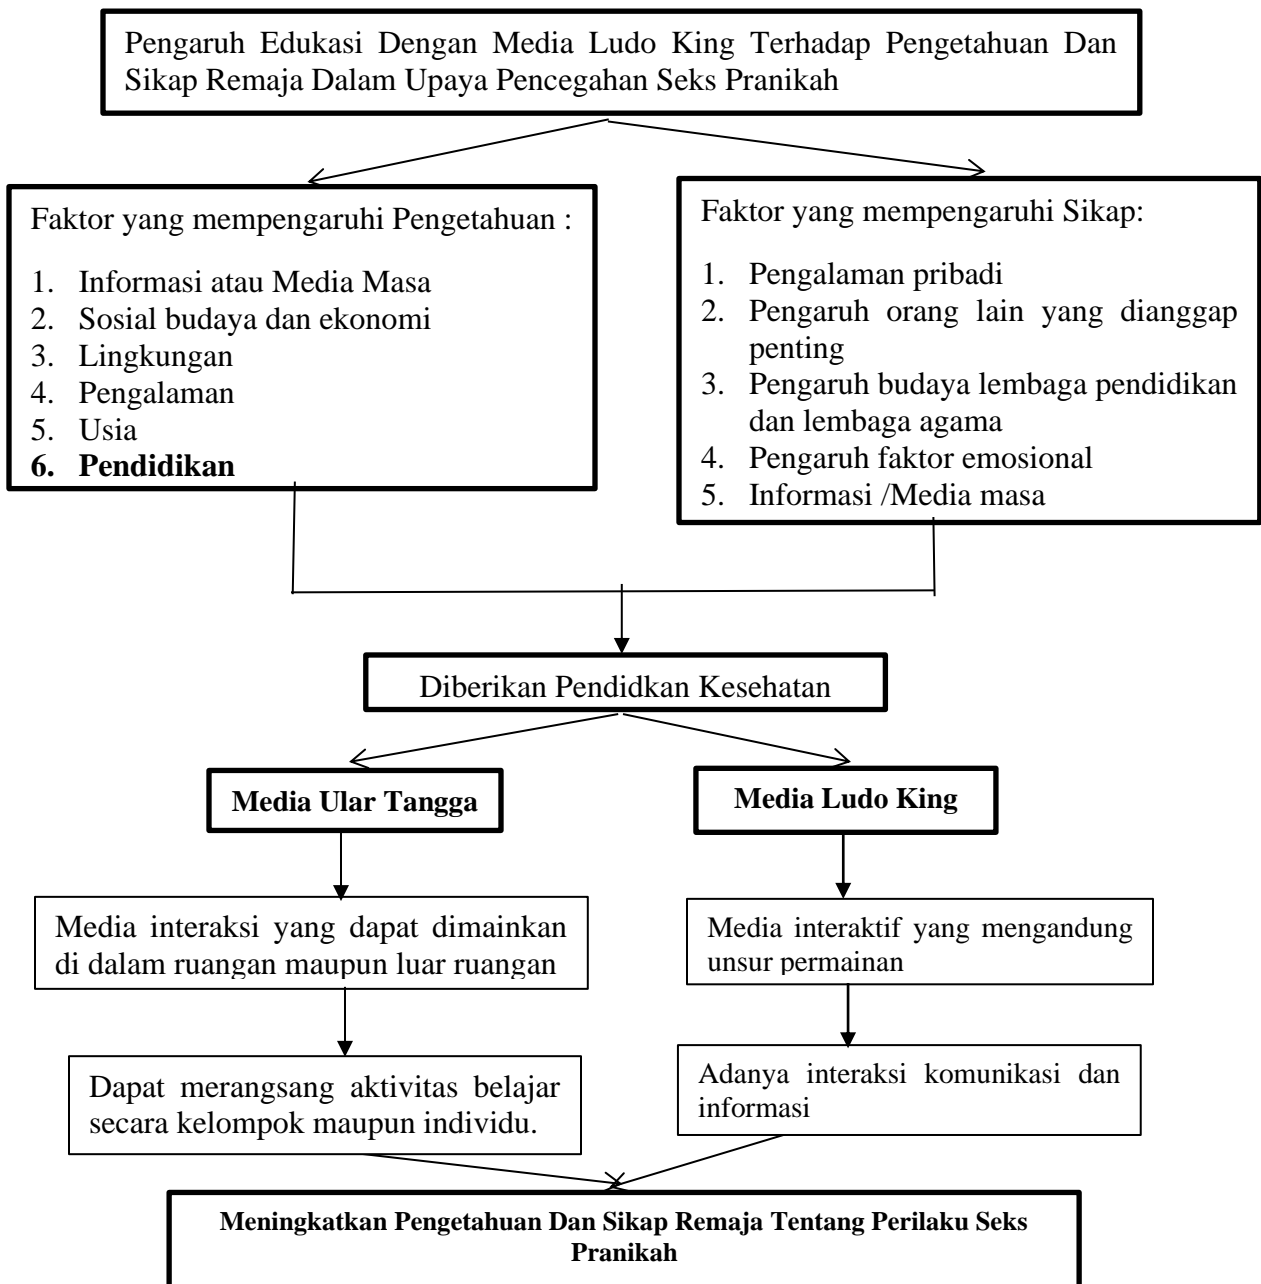 Pengaruh Edukasi Dengan Media Ludo King Terhadap Pengetahuan Dan
Sikap Remaja Dalam Upaya Pencegahan Seks Pranikah
Faktor yang mempengaruhi Pengetahuan :
1. Informasi atau Media Masa
2. Sosial budaya dan ekonomi
3. Lingkungan
4. Pengalaman
5. Usia
6. Pendidikan
Faktor yang mempengaruhi Sikap:
1. Pengalaman pribadi
2. Pengaruh orang lain yang dianggap
penting
3. Pengaruh budaya lembaga pendidikan
dan lembaga agama
4. Pengaruh faktor emosional
5. Informasi /Media masa
Diberikan Pendidkan Kesehatan
Media Ular Tangga
Media Ludo King
Media interaksi yang dapat dimainkan
di dalam ruangan maupun luar ruangan
Media interaktif yang mengandung
unsur permainan
Dapat merangsang aktivitas belajar
secara kelompok maupun individu.
Adanya interaksi komunikasi dan
informasi
Meningkatkan Pengetahuan Dan Sikap Remaja Tentang Perilaku Seks
Pranikah